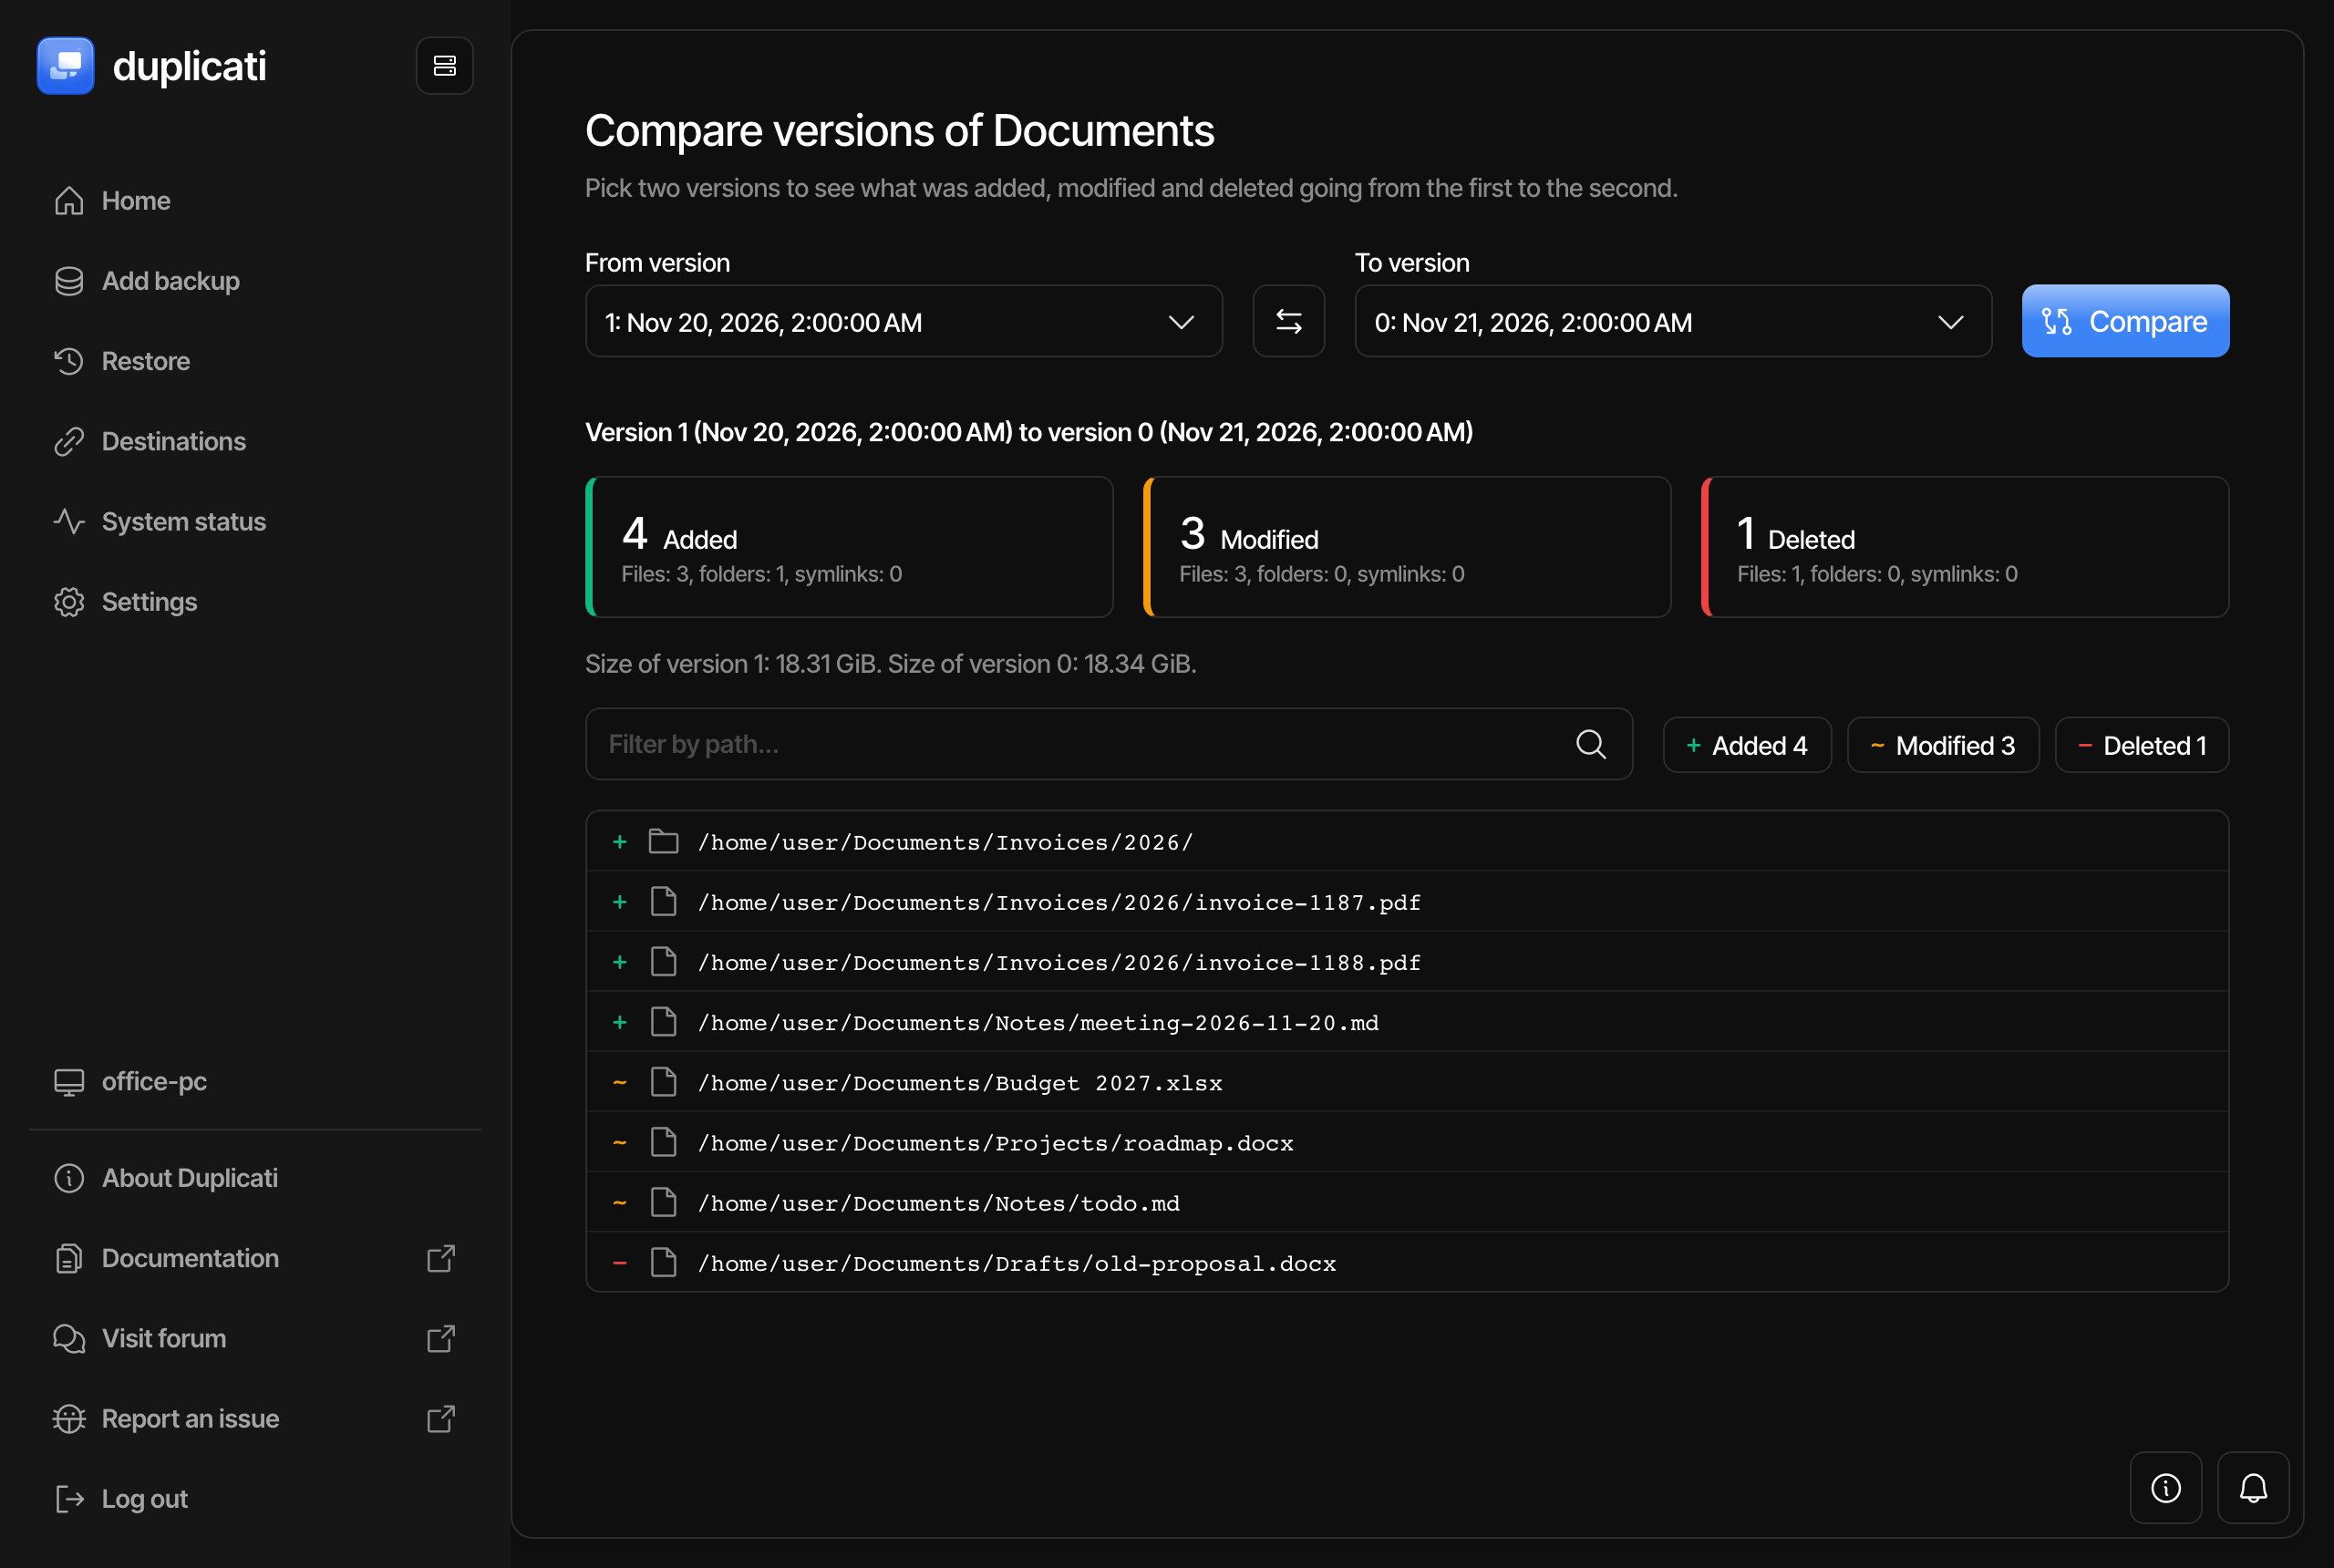 duplicati
Home
Add backup
Restore
Destinations
System status
Settings
office-pc
About Duplicati
Documentation
Visit forum
Report an issue
Log out
Compare versions of Documents
Pick two versions to see what was added, modified and deleted going from the first to the second.
From version
To version
1: Nov 20, 2026, 2:00:00 AM
0: Nov 21, 2026, 2:00:00 AM
Compare
Version 1 (Nov 20, 2026, 2:00:00 AM) to version 0 (Nov 21, 2026, 2:00:00 AM)
4 Added
Files: 3, folders: 1, symlinks: 0
3 Modified
Files: 3, folders: 0, symlinks: 0
1 Deleted
Files: 1, folders: 0, symlinks: 0
Size of version 1: 18.31 GiB. Size of version 0: 18.34 GiB.
Filter by path...
+ Added 4
~ Modified 3
− Deleted 1
+ /home/user/Documents/Invoices/2026/
+ /home/user/Documents/Invoices/2026/invoice-1187.pdf
+ /home/user/Documents/Invoices/2026/invoice-1188.pdf
+ /home/user/Documents/Notes/meeting-2026-11-20.md
~ /home/user/Documents/Budget 2027.xlsx
~ /home/user/Documents/Projects/roadmap.docx
~ /home/user/Documents/Notes/todo.md
− /home/user/Documents/Drafts/old-proposal.docx